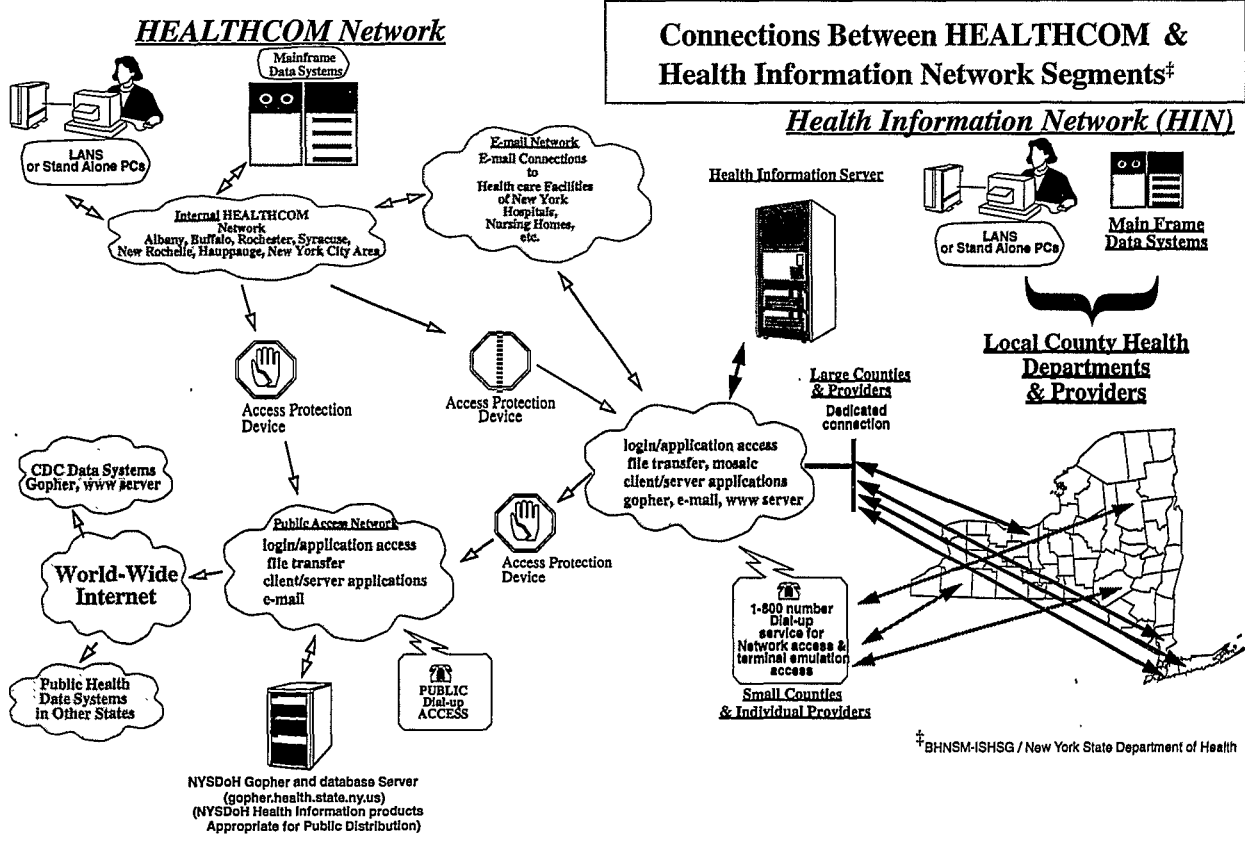 HEALTHCOM Network
Connections Between HEALTHCOM &
Health Information Network Segments‡
Mainframe
Data Systems
LANS
or Stand Alone PCs
Internal HEALTHCOM
Network
Albany, Buffalo, Rochester, Syracuse,
New Rochelle, Hauppauge, New York City Area
E-mail Network
E-mail Connections
to
Health care Facilities
of New York
Hospitals,
Nursing Homes,
etc.
Health Information Network (HIN)
Health Information Server
LANS
or Stand Alone PCs
Main Frame
Data Systems
Local County Health
Departments
& Providers
Access Protection
Device
Access Protection
Device
Large Counties
& Providers
Dedicated
connection
login/application access
file transfer, mosaic
client/server applications
gopher, e-mail, www server
CDC Data Systems
Gopher, www server
Public Access Network
login/application access
file transfer
client/server applications
e-mail
Access Protection
Device
World-Wide
Internet
Public Health
Date Systems
in Other States
PUBLIC
Dial-up
ACCESS
1-800 number
Dial-up
service for
Network access &
terminal emulation
access
Small Counties
& Individual Providers
‡BHNSM-ISHSG / New York State Department of Health
NYSDoH Gopher and database Server
(gopher.health.state.ny.us)
(NYSDoH Health Information products
Appropriate for Public Distribution)